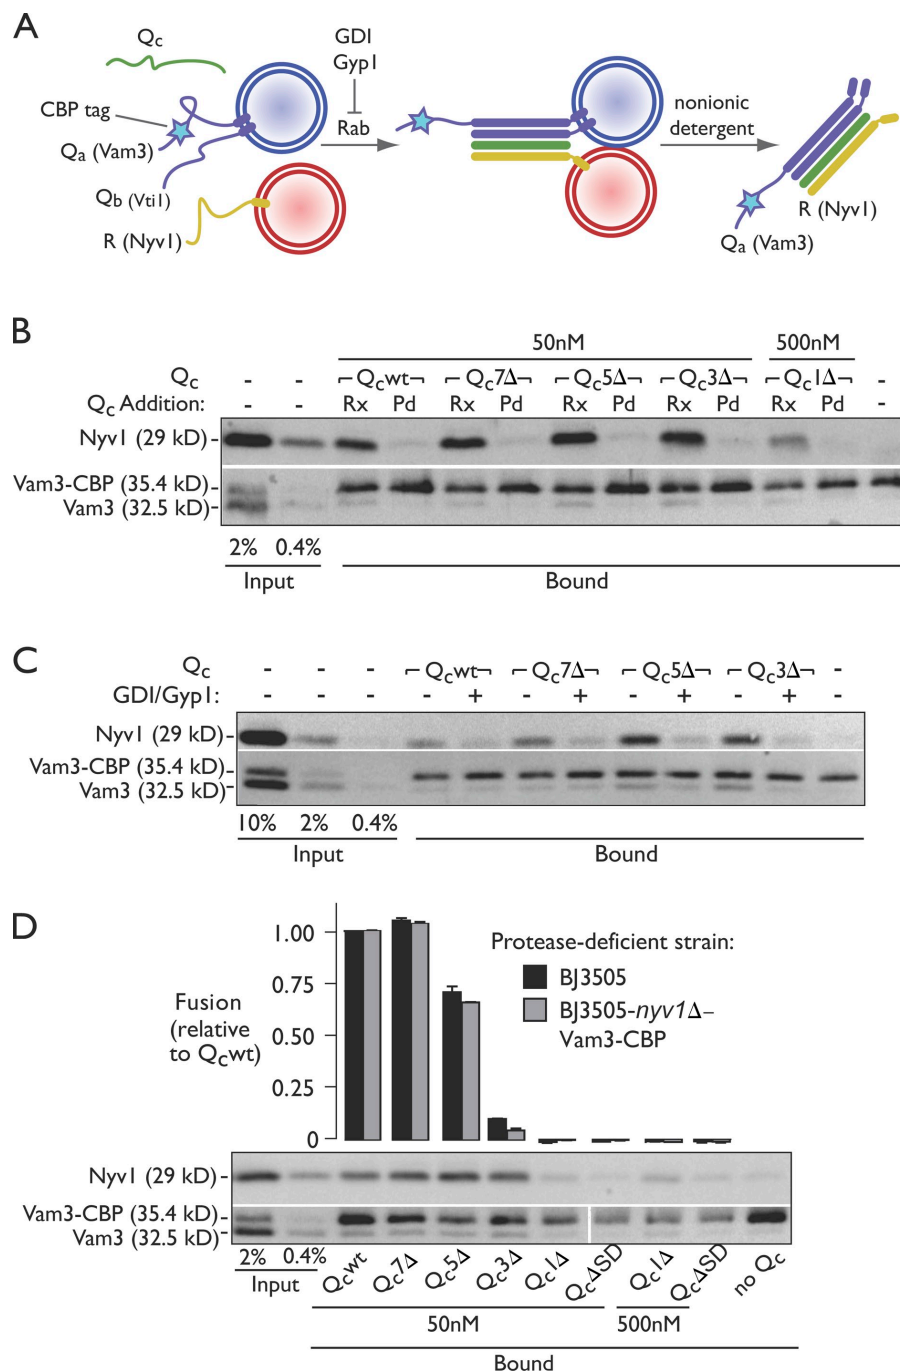 A
Qc
GDI
Gyp1
CBP tag
Rab
nonionic
detergent
Qa (Vam3)
Qb (Vti1)
R (Nyv1)
R (Nyv1)
Qa (Vam3)
B
50nM 500nM
Qc - - Qcwt Qc7Δ Qc5Δ Qc3Δ Qc1Δ -
Qc Addition: - - Rx Pd Rx Pd Rx Pd Rx Pd Rx Pd -
Nyv1 (29 kD)-
Vam3-CBP (35.4 kD)-
Vam3 (32.5 kD)-
2% 0.4%
Input Bound
C
Qc - - - Qcwt Qc7Δ Qc5Δ Qc3Δ -
GDI/Gyp1: - - - - + - + - + - + -
Nyv1 (29 kD)-
Vam3-CBP (35.4 kD)-
Vam3 (32.5 kD)-
10% 2% 0.4%
Input Bound
D
1.00
0.75
0.50
0.25
0
Fusion
(relative
to Qcwt)
Protease-deficient strain:
BJ3505
BJ3505-nyv1Δ–
Vam3-CBP
Nyv1 (29 kD)-
Vam3-CBP (35.4 kD)-
Vam3 (32.5 kD)-
2% 0.4% Qcwt Qc7Δ Qc5Δ Qc3Δ Qc1Δ QcΔSD Qc1Δ QcΔSD no Qc
Input
50nM 500nM
Bound